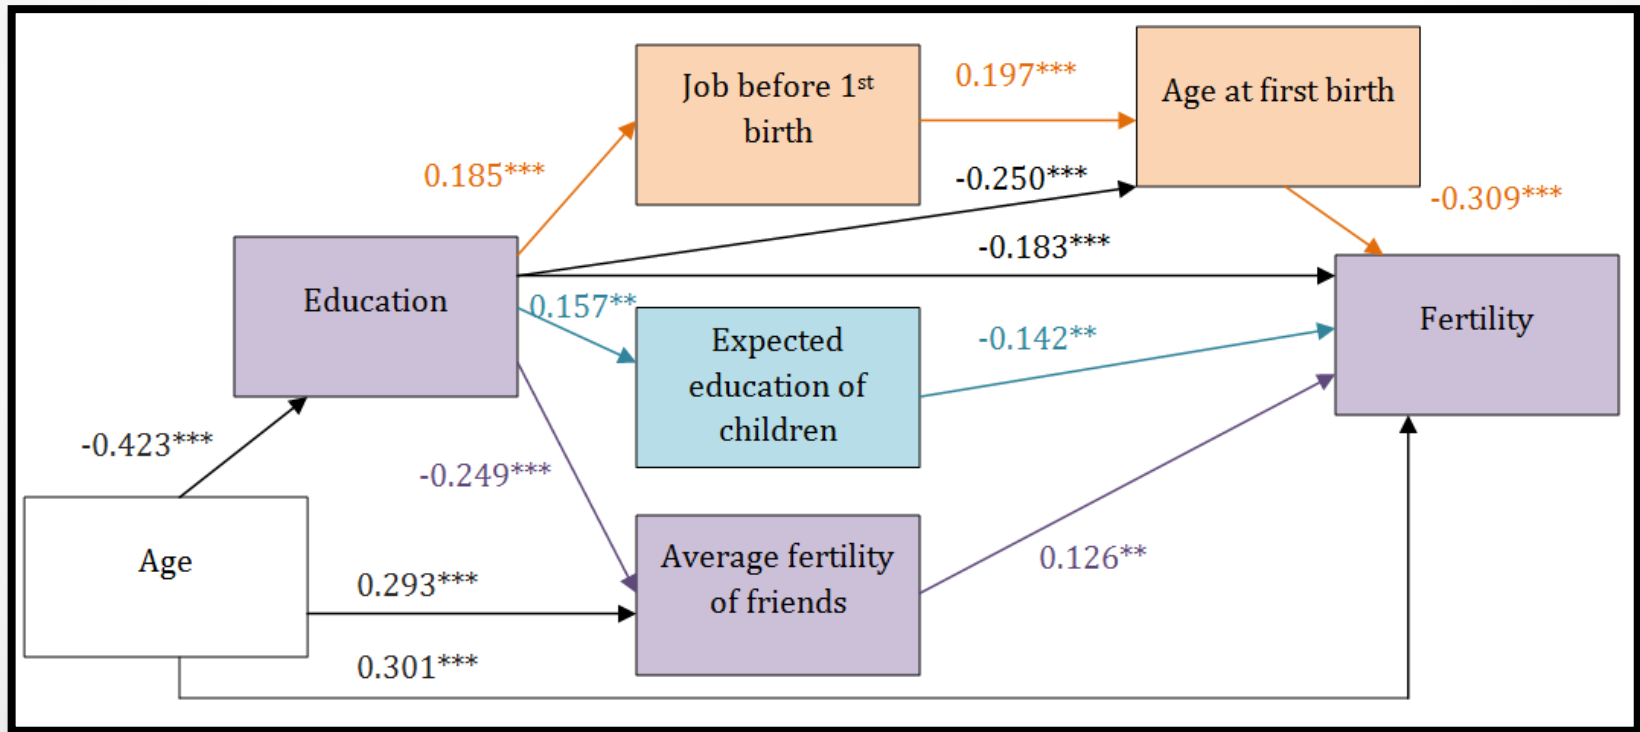 Job before 1st
birth
0.197***
Age at first birth
0.185***
-0.250***
-0.309***
-0.183***
Education
0.157**
Expected
education of
children
-0.142**
Fertility
-0.423***
-0.249***
Age
0.293***
Average fertility
of friends
0.126**
0.301***